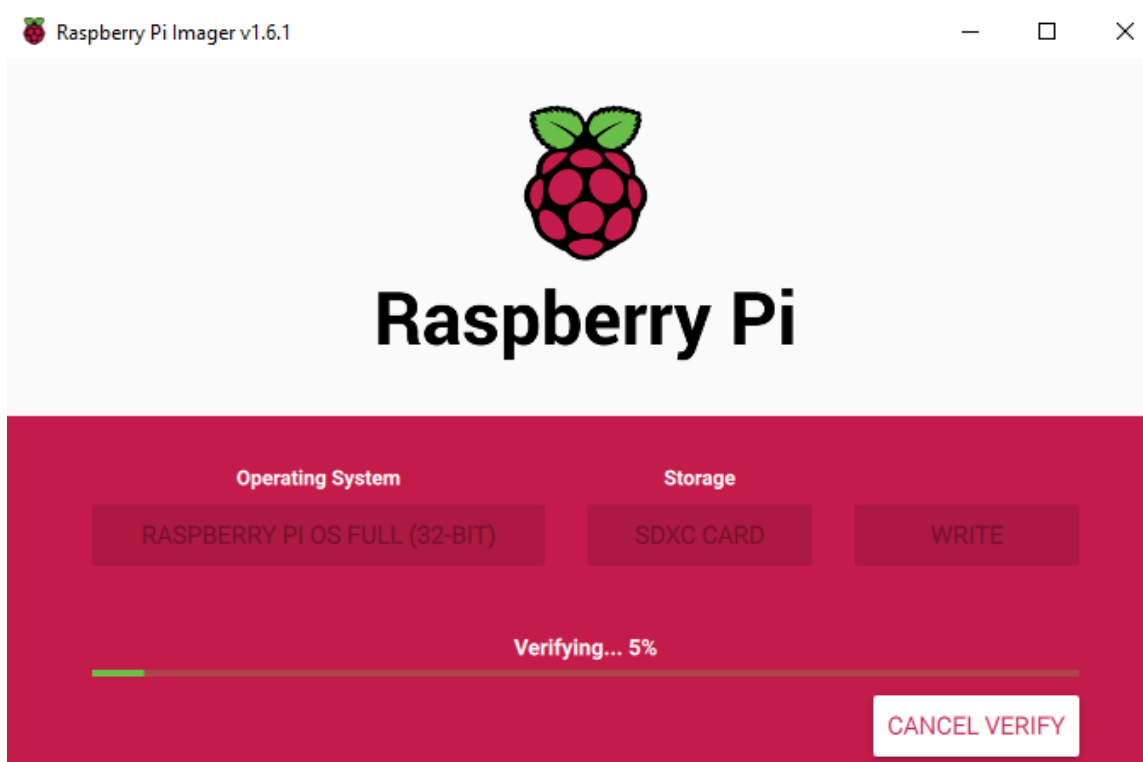 Raspberry Pi Imager v1.6.1
Raspberry Pi
Operating System
Storage
RASPBERRY PI OS FULL (32-BIT)
SDXC CARD
WRITE
Verifying... 5%
CANCEL VERIFY